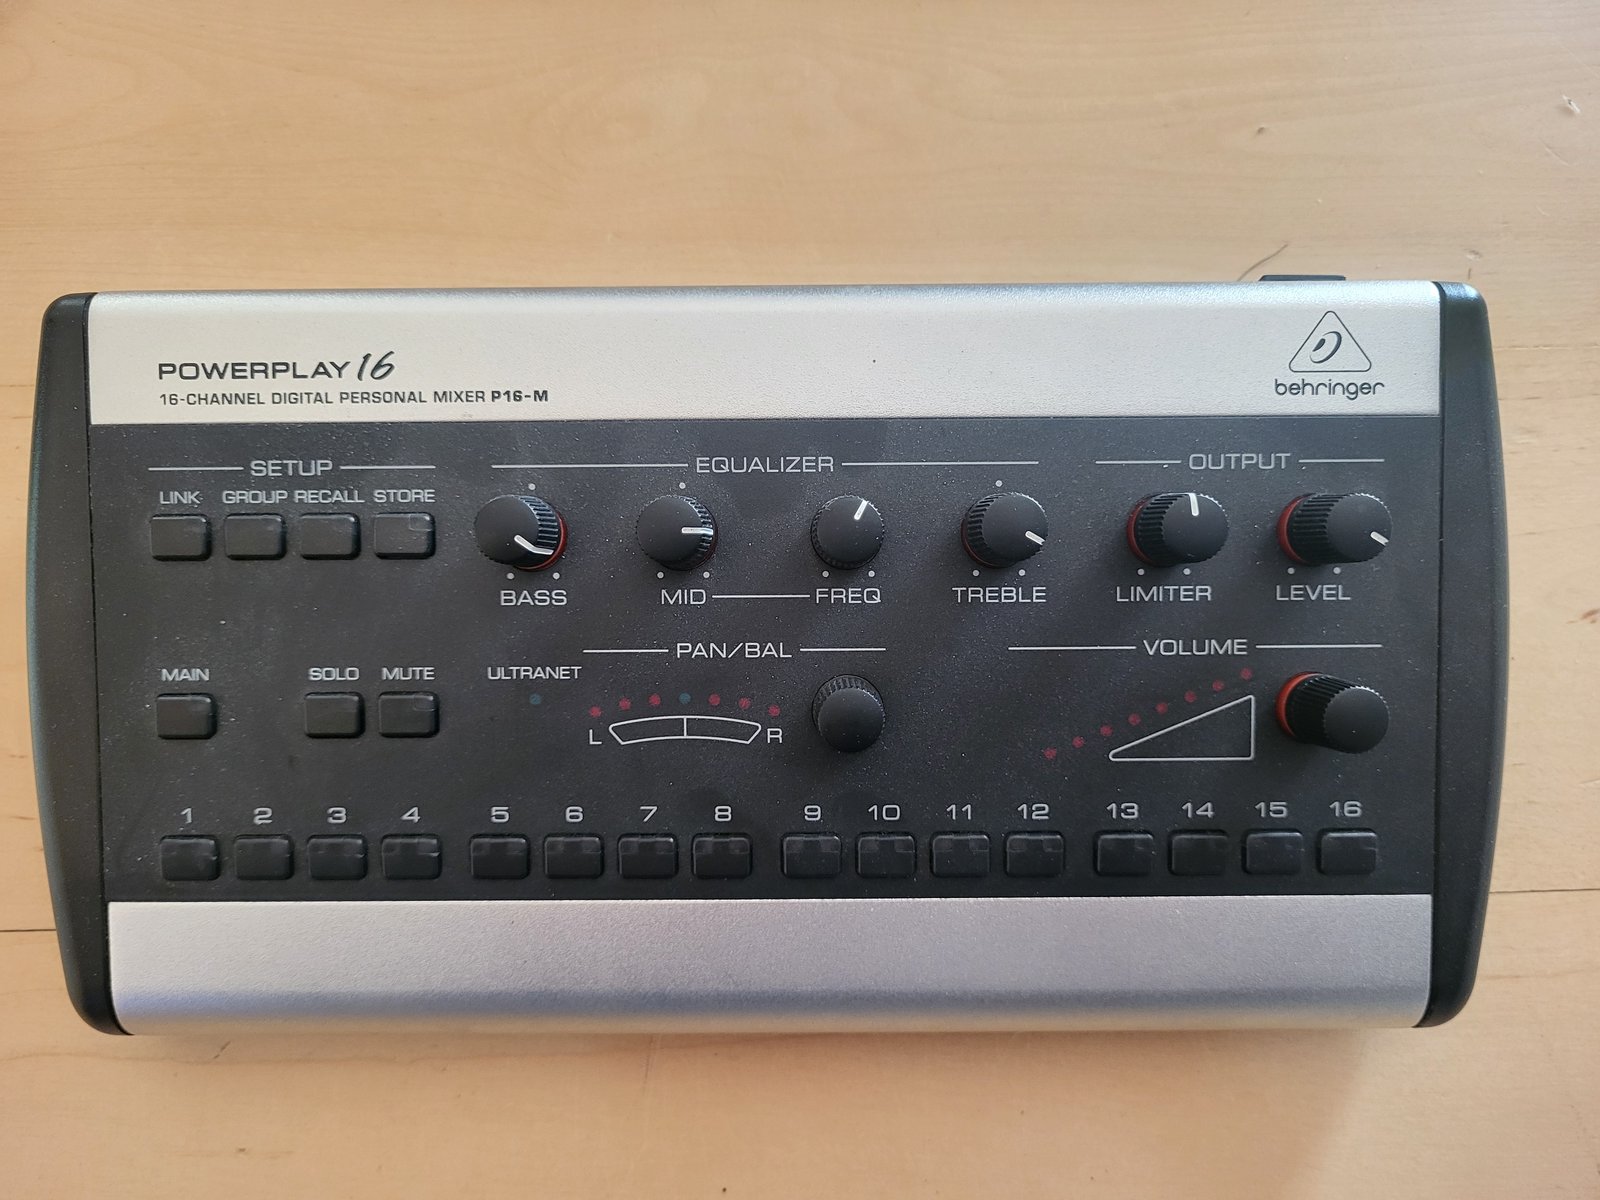 POWERPLAY 16
16-CHANNEL DIGITAL PERSONAL MIXER P16-M
behringer
SETUP
LINK GROUP RECALL STORE
EQUALIZER
BASS MID FREQ TREBLE
OUTPUT
LIMITER LEVEL
MAIN SOLO MUTE
ULTRANET
PAN/BAL
L R
VOLUME
1 2 3 4 5 6 7 8 9 10 11 12 13 14 15 16